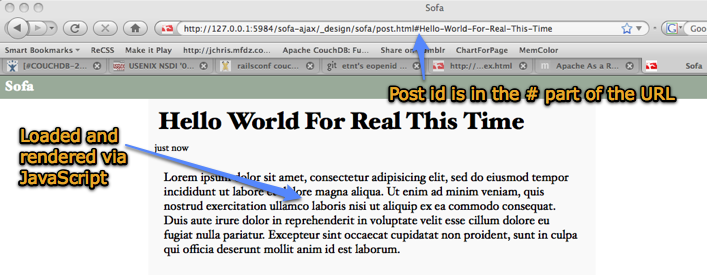 Sofa
http://127.0.0.1:5984/sofa-ajax/_design/sofa/post.html#Hello-World-For-Real-This-Time
Goo
Smart Bookmarks ReCSS Make it Play http://jchris.mfdz.co... Apache CouchDB: Fu... Share on Tumblr ChartForPage MemColor
[#COUCHDB-2... USENIX NSDI '0... railsconf couc... git etnt's eopenid ... http://...ex.html Apache As a R... Sofa
Sofa
Post id is in the # part of the URL
Hello World For Real This Time
Loaded and
rendered via
JavaScript
just now
Lorem ipsum dolor sit amet, consectetur adipisicing elit, sed do eiusmod tempor
incididunt ut labore et dolore magna aliqua. Ut enim ad minim veniam, quis
nostrud exercitation ullamco laboris nisi ut aliquip ex ea commodo consequat.
Duis aute irure dolor in reprehenderit in voluptate velit esse cillum dolore eu
fugiat nulla pariatur. Excepteur sint occaecat cupidatat non proident, sunt in culpa
qui officia deserunt mollit anim id est laborum.